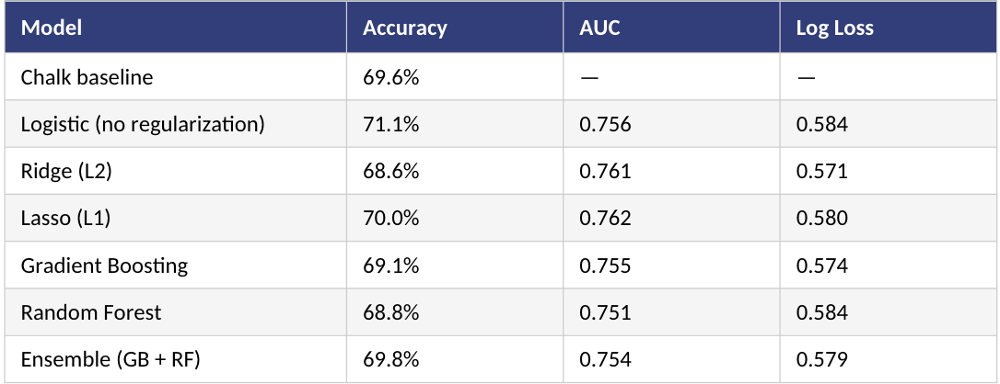 Model Accuracy AUC Log Loss
Chalk baseline 69.6% — —
Logistic (no regularization) 71.1% 0.756 0.584
Ridge (L2) 68.6% 0.761 0.571
Lasso (L1) 70.0% 0.762 0.580
Gradient Boosting 69.1% 0.755 0.574
Random Forest 68.8% 0.751 0.584
Ensemble (GB + RF) 69.8% 0.754 0.579